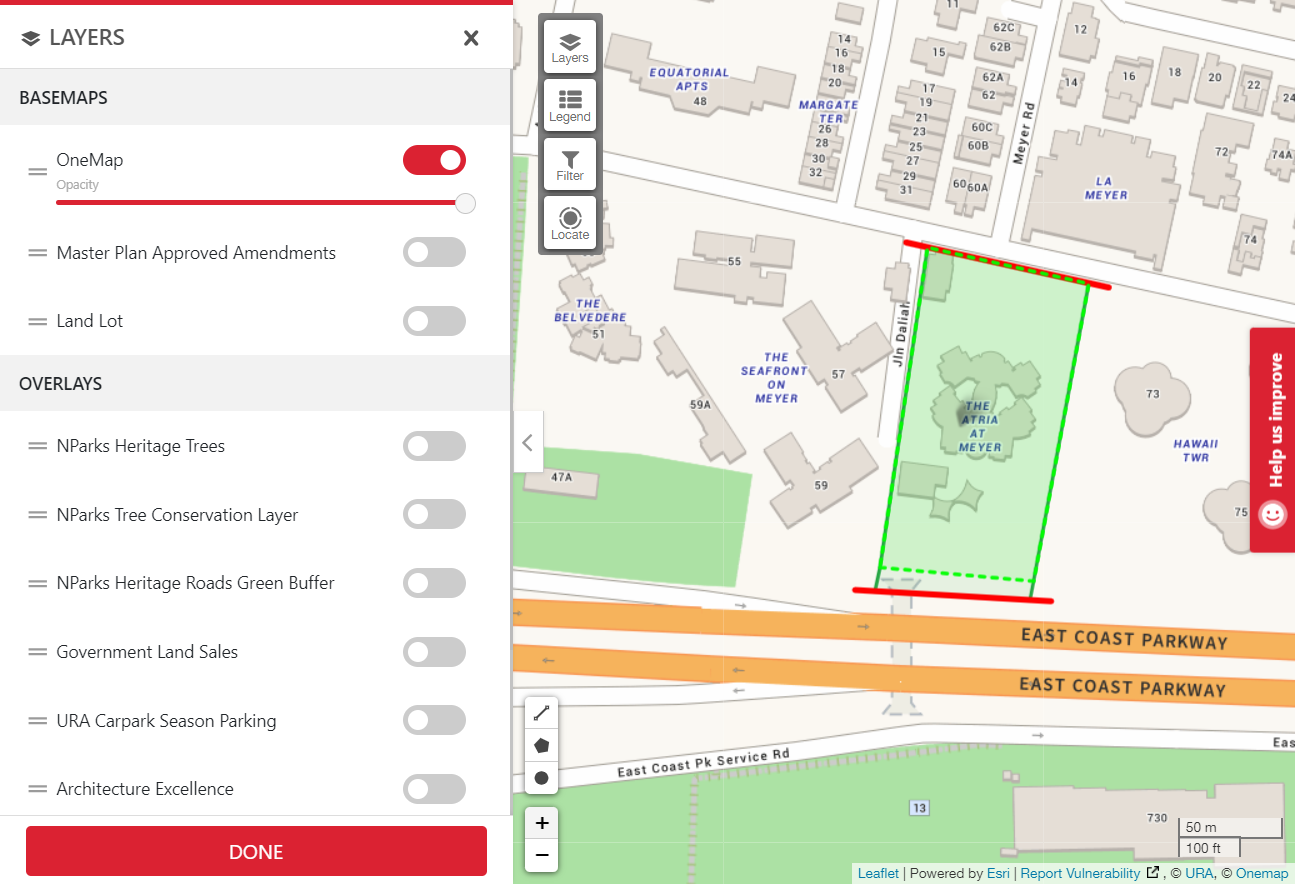 LAYERS
BASEMAPS
OneMap
Opacity
Master Plan Approved Amendments
Land Lot
OVERLAYS
NParks Heritage Trees
NParks Tree Conservation Layer
NParks Heritage Roads Green Buffer
Government Land Sales
URA Carpark Season Parking
Architecture Excellence
DONE
Layers
Legend
Filter
Locate
EQUATORIAL
APTS
48
14
16
18
20
MARGATE
TER
26
28
30
32
11
15
17
19
21
23
25
27
29
31
62C
62B
62A
62
60C
60B
60
60A
Meyer Rd
12
14
16
18
20
22
24
72
74A
74
LA
MEYER
55
THE
BELVEDERE
51
Jln Daliah
THE
SEAFRONT
ON
MEYER
57
59A
59
47A
THE
ATRIA
AT
MEYER
73
HAWAII
TWR
75
Help us improve
EAST COAST PARKWAY
EAST COAST PARKWAY
East Coast Pk Service Rd
Eas
13
730
+
−
50 m
100 ft
Leaflet | Powered by Esri | Report Vulnerability , © URA, © Onemap